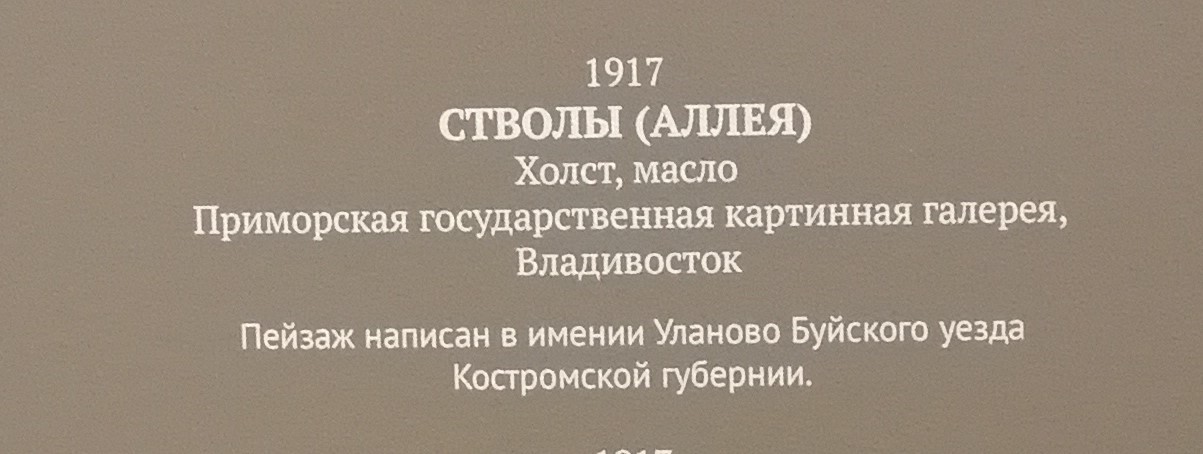 1917
СТВОЛЫ (АЛЛЕЯ)
Холст, масло
Приморская государственная картинная галерея,
Владивосток
Пейзаж написан в имении Уланово Буйского уезда
Костромской губернии.